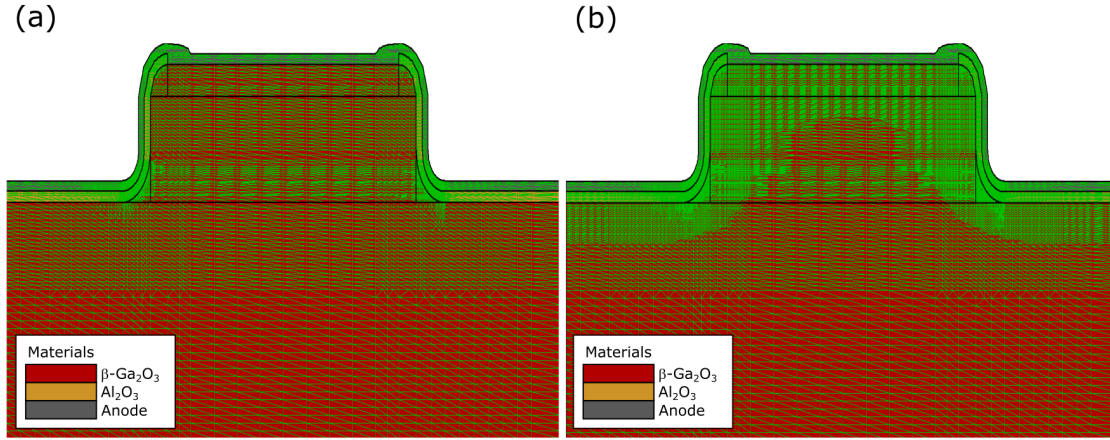 (a)
(b)
Materials
β-Ga₂O₃
Al₂O₃
Anode
Materials
β-Ga₂O₃
Al₂O₃
Anode